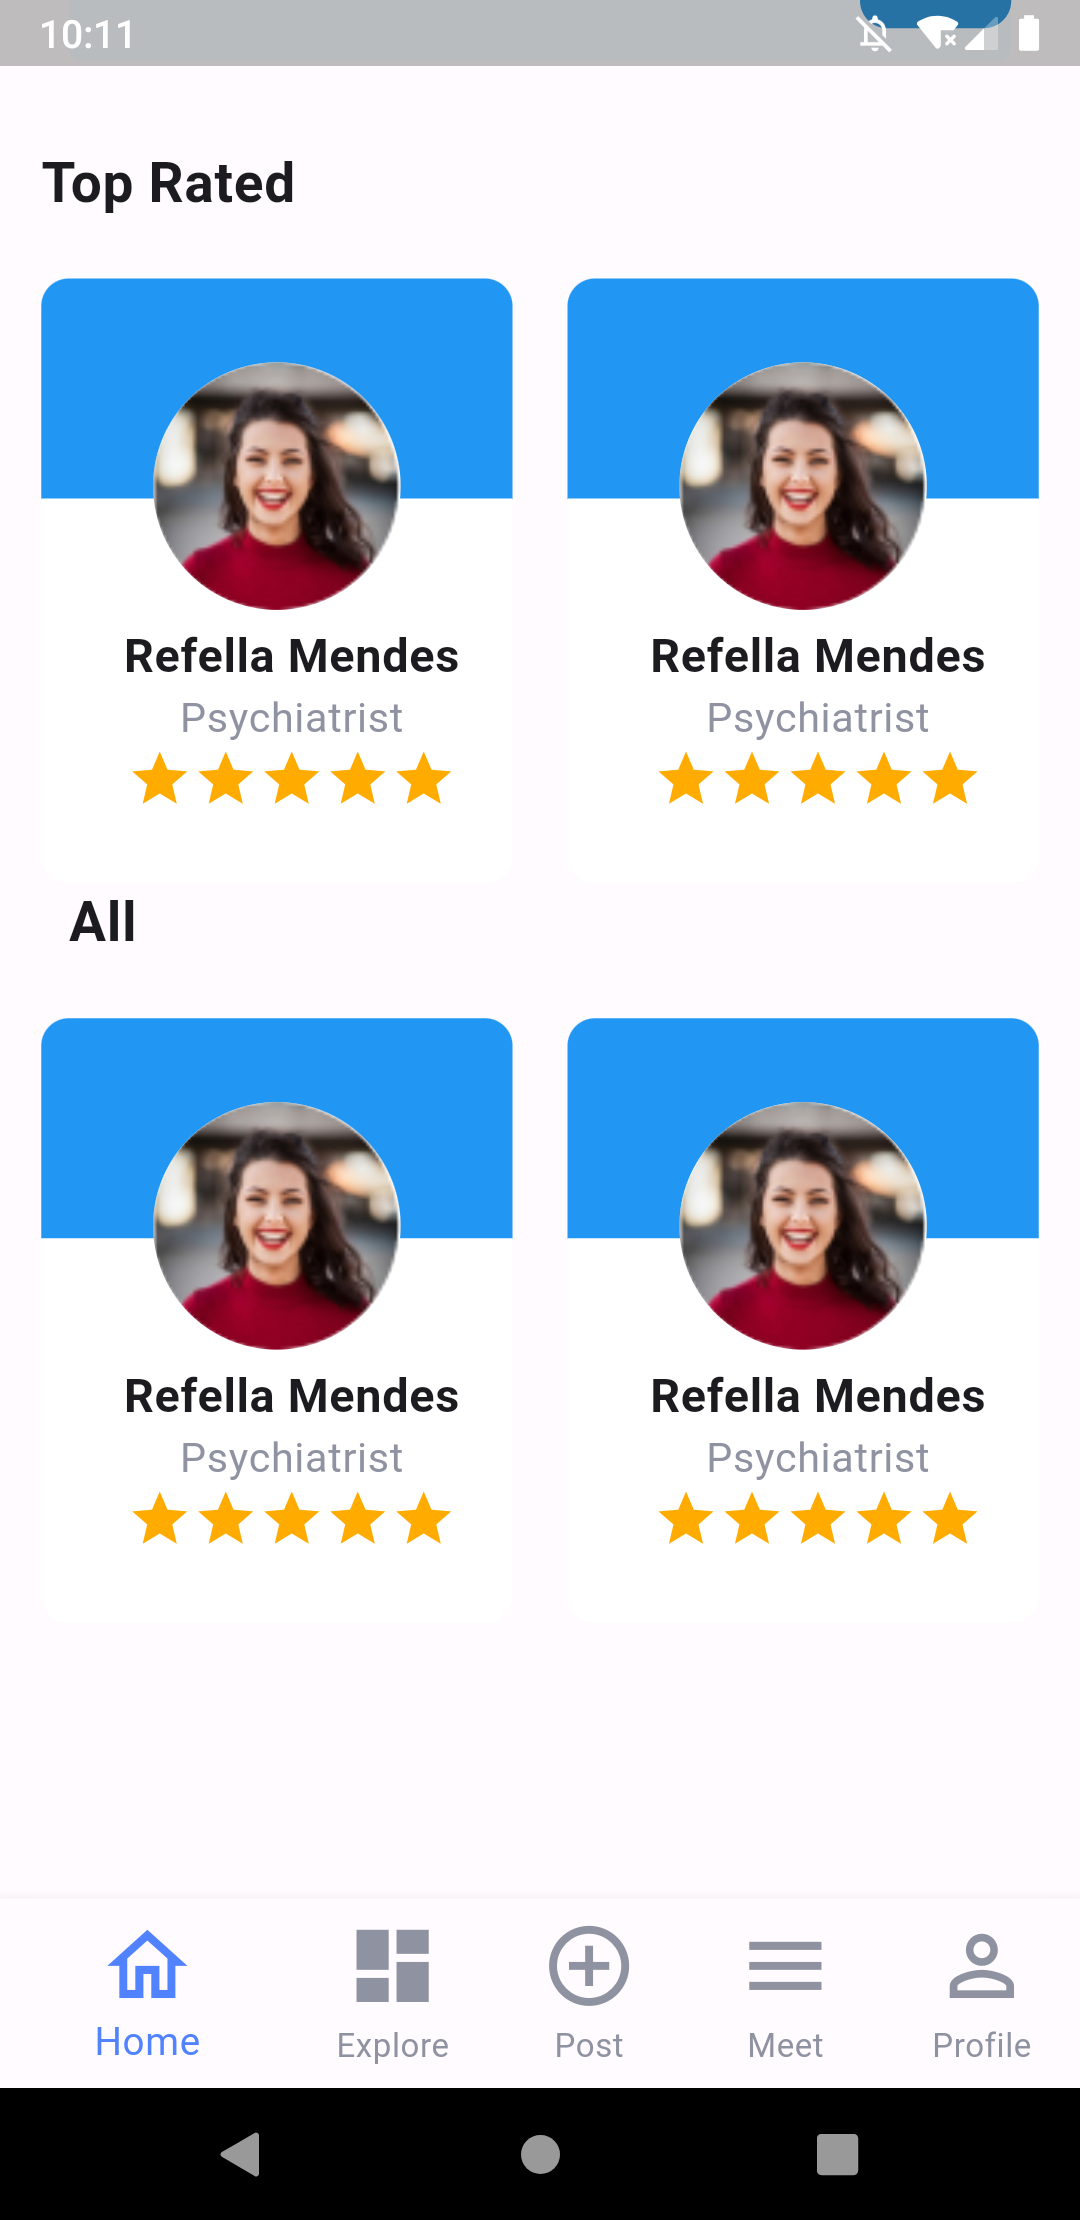 10:11
Top Rated
Refella Mendes Refella Mendes
Psychiatrist Psychiatrist
All
Refella Mendes Refella Mendes
Psychiatrist Psychiatrist
Home Explore Post Meet Profile